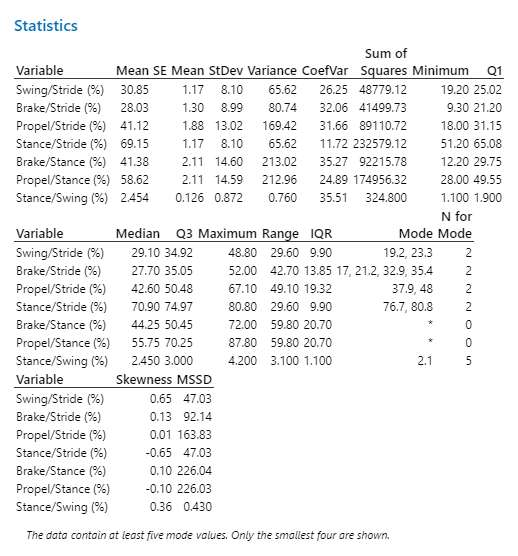 Statistics
Sum of
Variable Mean SE Mean StDev Variance CoefVar Squares Minimum Q1
Swing/Stride (%) 30.85 1.17 8.10 65.62 26.25 48779.12 19.20 25.02
Brake/Stride (%) 28.03 1.30 8.99 80.74 32.06 41499.73 9.30 21.20
Propel/Stride (%) 41.12 1.88 13.02 169.42 31.66 89110.72 18.00 31.15
Stance/Stride (%) 69.15 1.17 8.10 65.62 11.72 232579.12 51.20 65.08
Brake/Stance (%) 41.38 2.11 14.60 213.02 35.27 92215.78 12.20 29.75
Propel/Stance (%) 58.62 2.11 14.59 212.96 24.89 174956.32 28.00 49.55
Stance/Swing (%) 2.454 0.126 0.872 0.760 35.51 324.800 1.100 1.900
N for
Variable Median Q3 Maximum Range IQR Mode Mode
Swing/Stride (%) 29.10 34.92 48.80 29.60 9.90 19.2, 23.3 2
Brake/Stride (%) 27.70 35.05 52.00 42.70 13.85 17, 21.2, 32.9, 35.4 2
Propel/Stride (%) 42.60 50.48 67.10 49.10 19.32 37.9, 48 2
Stance/Stride (%) 70.90 74.97 80.80 29.60 9.90 76.7, 80.8 2
Brake/Stance (%) 44.25 50.45 72.00 59.80 20.70 * 0
Propel/Stance (%) 55.75 70.25 87.80 59.80 20.70 * 0
Stance/Swing (%) 2.450 3.000 4.200 3.100 1.100 2.1 5
Variable Skewness MSSD
Swing/Stride (%) 0.65 47.03
Brake/Stride (%) 0.13 92.14
Propel/Stride (%) 0.01 163.83
Stance/Stride (%) -0.65 47.03
Brake/Stance (%) 0.10 226.04
Propel/Stance (%) -0.10 226.03
Stance/Swing (%) 0.36 0.430
The data contain at least five mode values. Only the smallest four are shown.